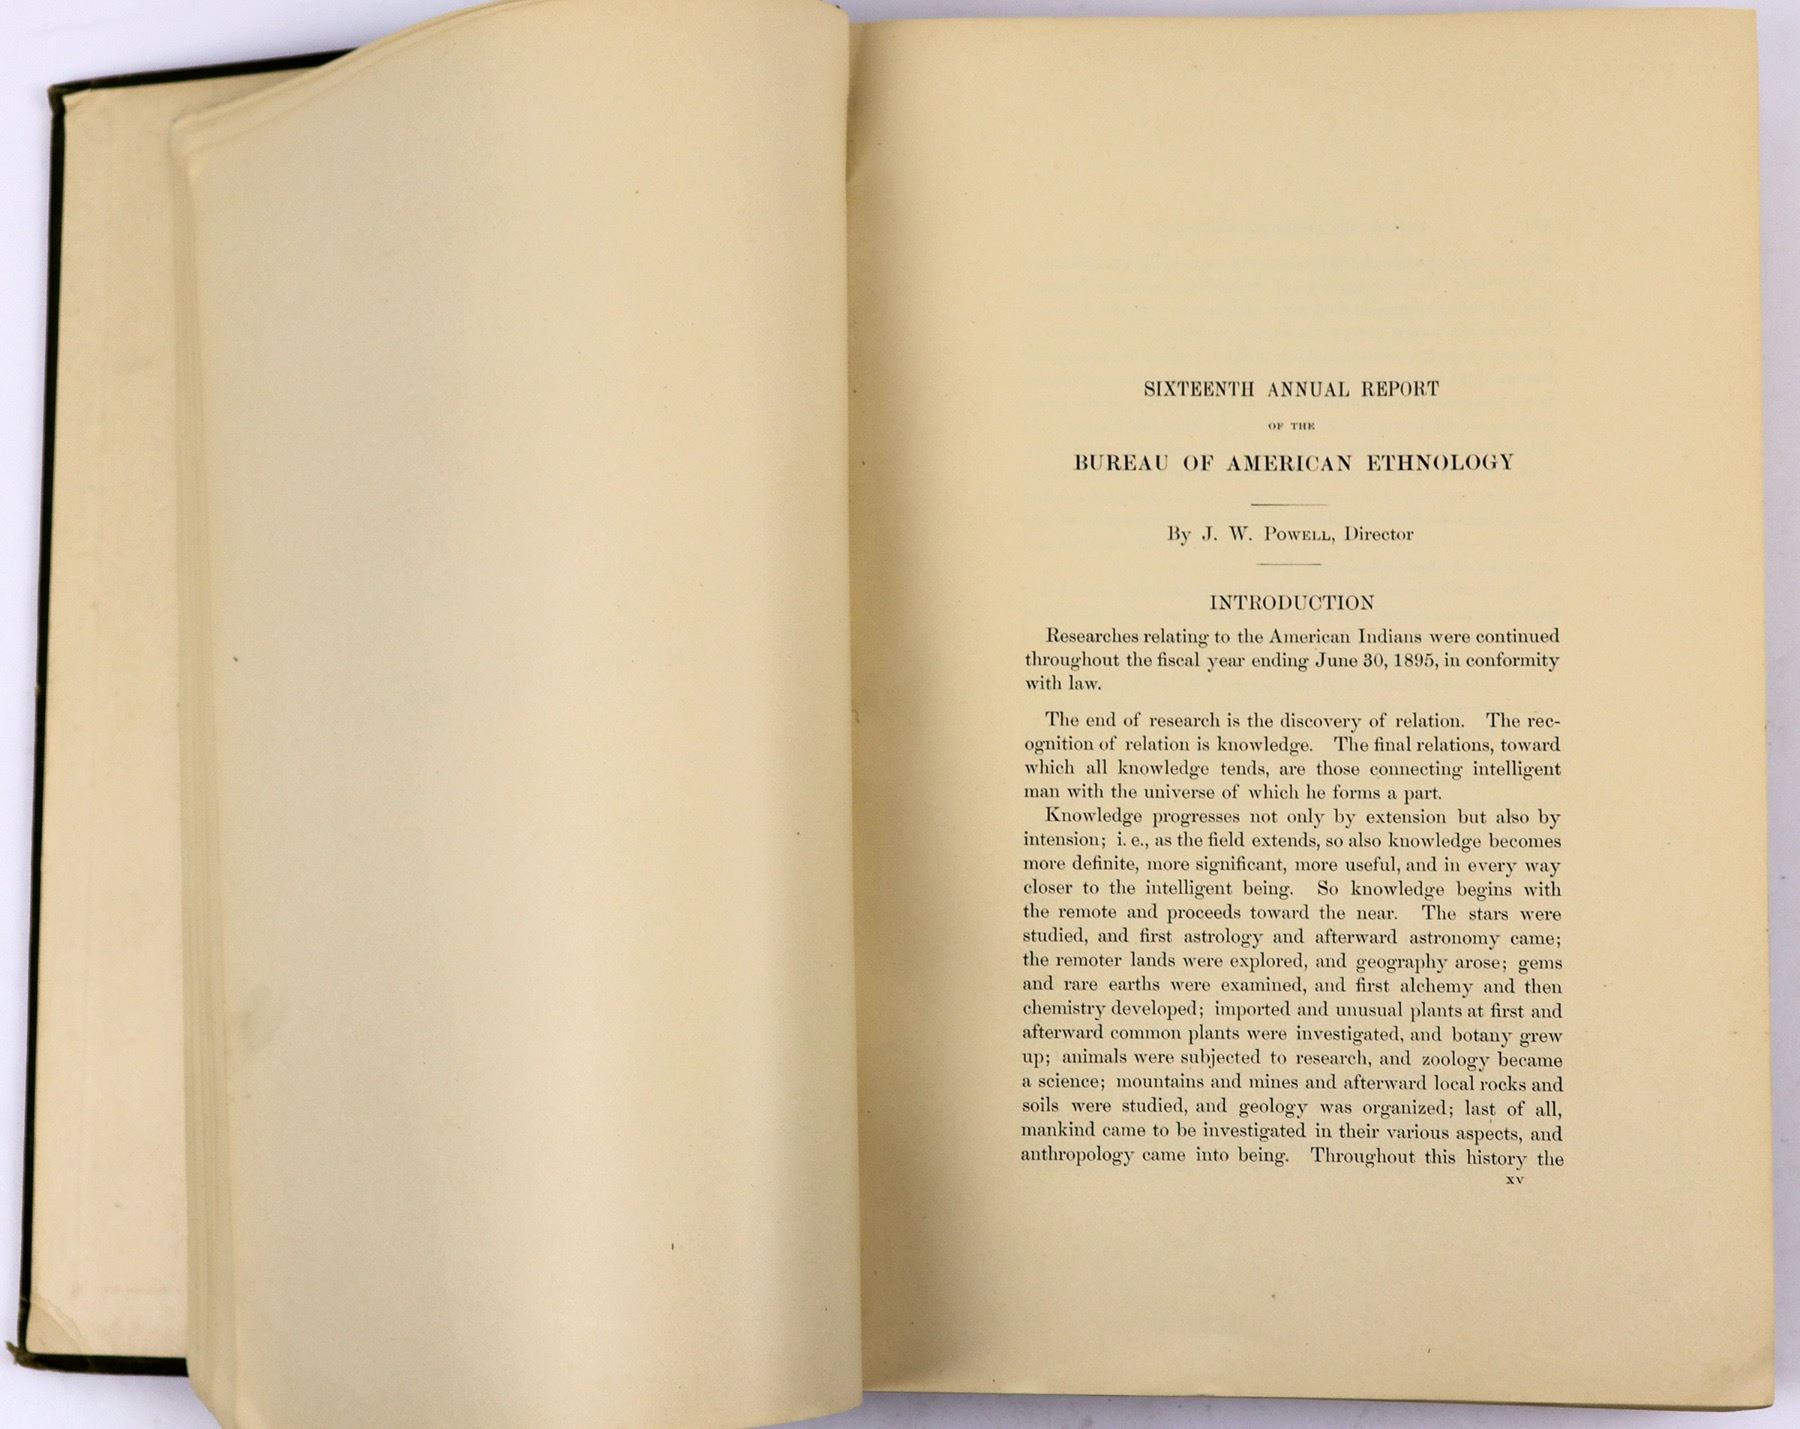 SIXTEENTH ANNUAL REPORT
OF THE
BUREAU OF AMERICAN ETHNOLOGY
By J. W. POWELL, Director
INTRODUCTION
Researches relating to the American Indians were continued
throughout the fiscal year ending June 30, 1895, in conformity
with law.
The end of research is the discovery of relation. The rec-
ognition of relation is knowledge. The final relations, toward
which all knowledge tends, are those connecting intelligent
man with the universe of which he forms a part.
Knowledge progresses not only by extension but also by
intension; i. e., as the field extends, so also knowledge becomes
more definite, more significant, more useful, and in every way
closer to the intelligent being. So knowledge begins with
the remote and proceeds toward the near. The stars were
studied, and first astrology and afterward astronomy came;
the remoter lands were explored, and geography arose; gems
and rare earths were examined, and first alchemy and then
chemistry developed; imported and unusual plants at first and
afterward common plants were investigated, and botany grew
up; animals were subjected to research, and zoology became
a science; mountains and mines and afterward local rocks and
soils were studied, and geology was organized; last of all,
mankind came to be investigated in their various aspects, and
anthropology came into being. Throughout this history the
XV